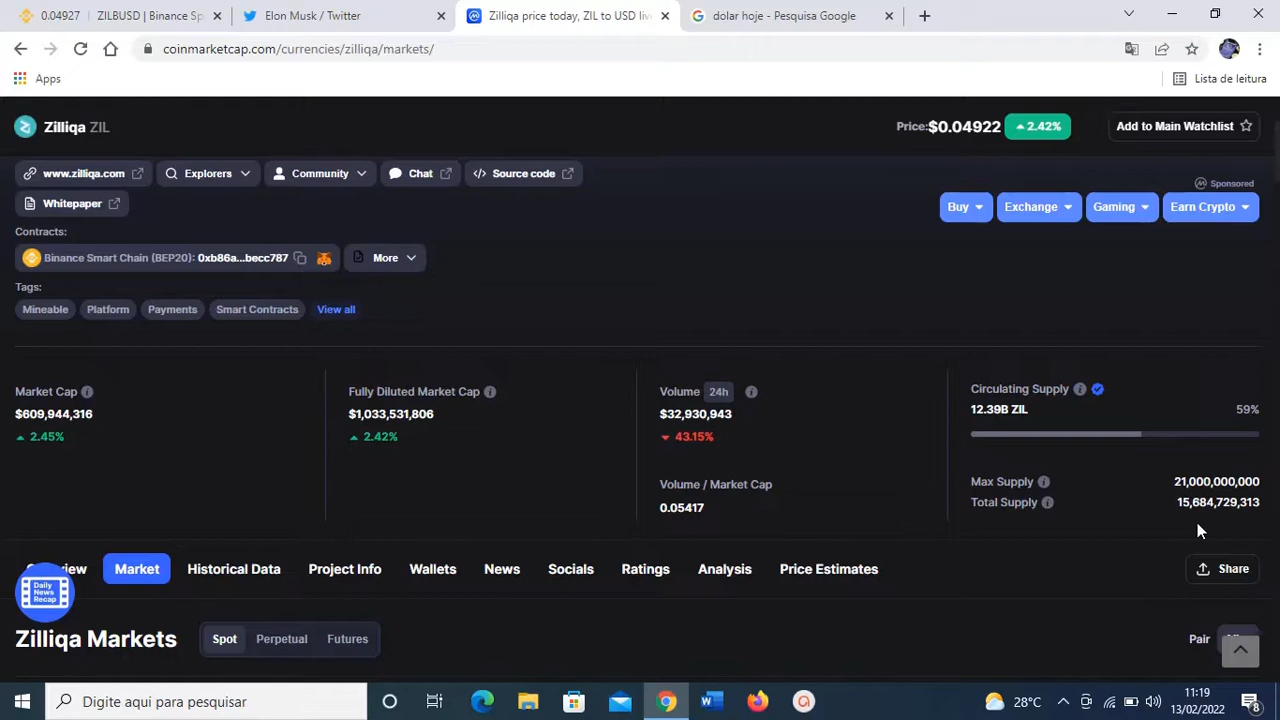 0.04927 | ZILBUSD | Binance Sp
Elon Musk / Twitter
Zilliqa price today, ZIL to USD live
dolar hoje - Pesquisa Google
coinmarketcap.com/currencies/zilliqa/markets/
Apps
Lista de leitura
Zilliqa ZIL
Price: $0.04922
2.42%
Add to Main Watchlist
www.zilliqa.com
Explorers
Community
Chat
Source code
Sponsored
Whitepaper
Buy
Exchange
Gaming
Earn Crypto
Contracts:
Binance Smart Chain (BEP20): 0xb86a...becc787
More
Tags:
Mineable
Platform
Payments
Smart Contracts
View all
Market Cap
$609,944,316
2.45%
Fully Diluted Market Cap
$1,033,531,806
2.42%
Volume 24h
$32,930,943
43.15%
Volume / Market Cap
0.05417
Circulating Supply
12.39B ZIL
59%
Max Supply
21,000,000,000
Total Supply
15,684,729,313
Market
Historical Data
Project Info
Wallets
News
Socials
Ratings
Analysis
Price Estimates
Share
Daily
News
Recap
Zilliqa Markets
Spot
Perpetual
Futures
Pair
Digite aqui para pesquisar
28°C
11:19
13/02/2022
8